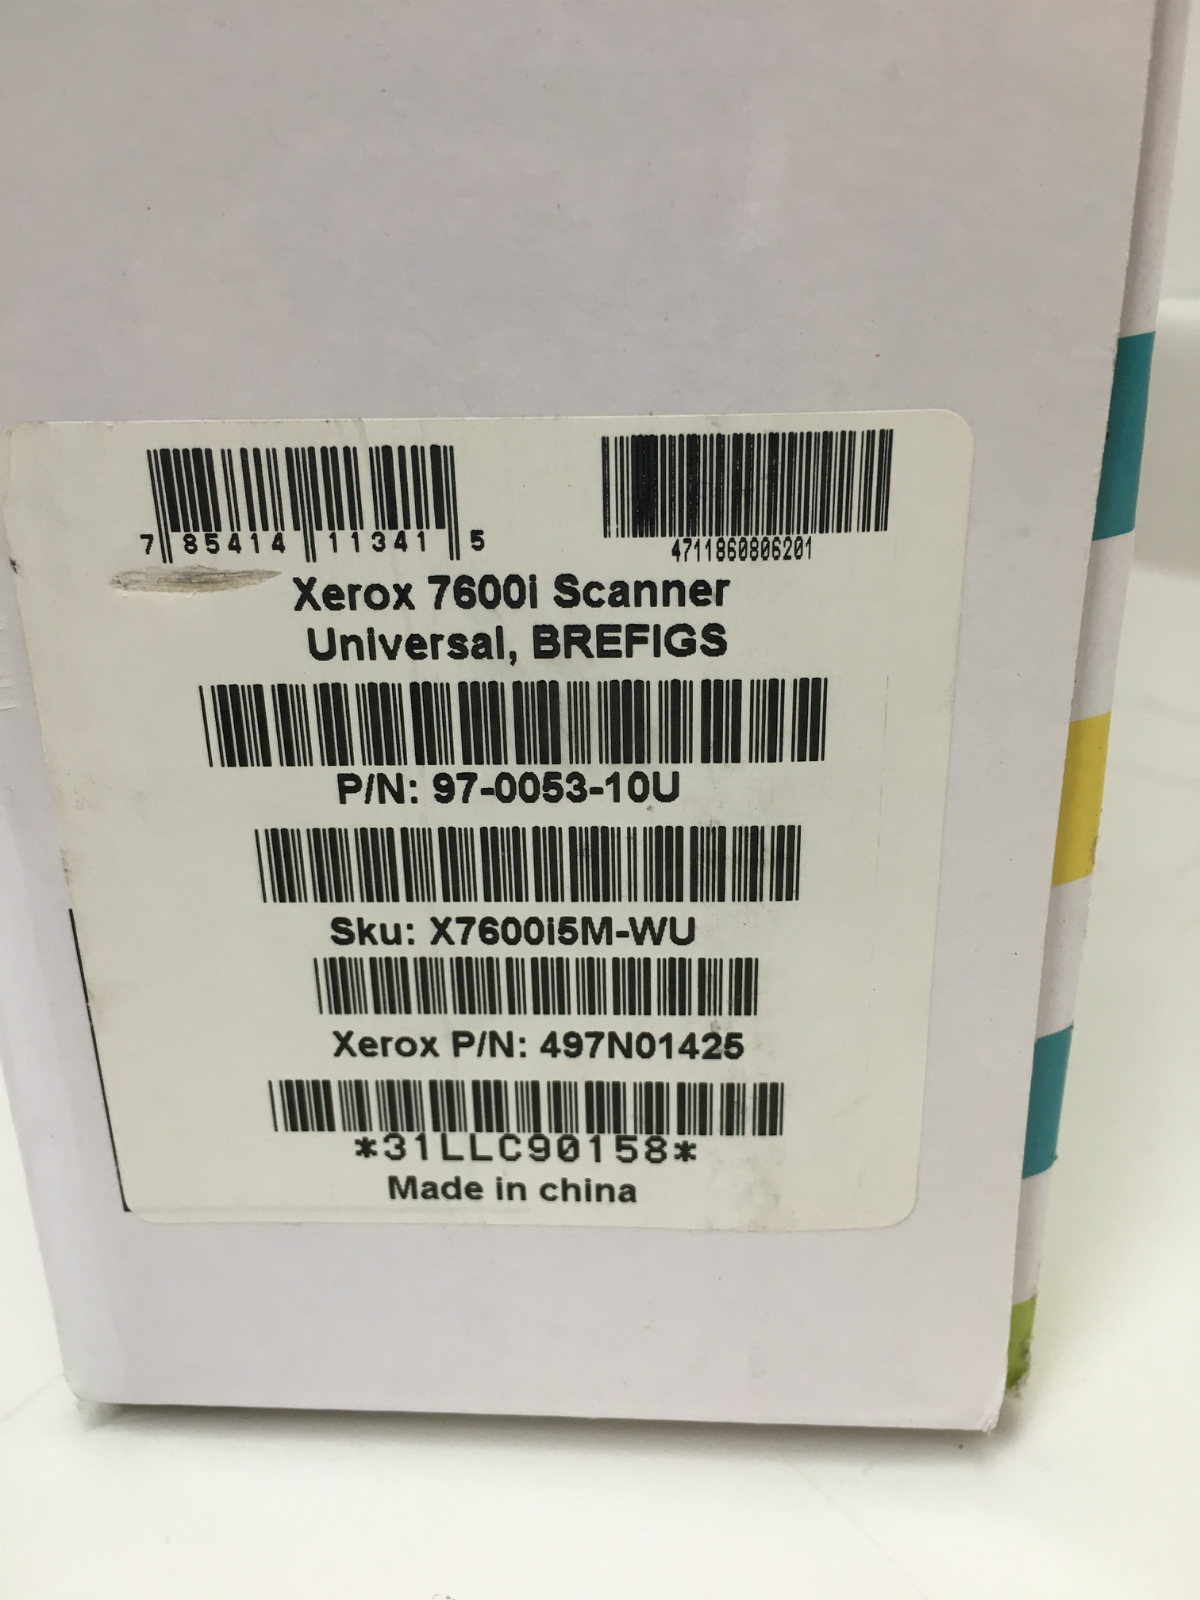 7 85414 11341 5
4711860806201
Xerox 7600i Scanner
Universal, BREFIGS
P/N: 97-0053-10U
Sku: X7600i5M-WU
Xerox P/N: 497N01425
*31LLC90158*
Made in china